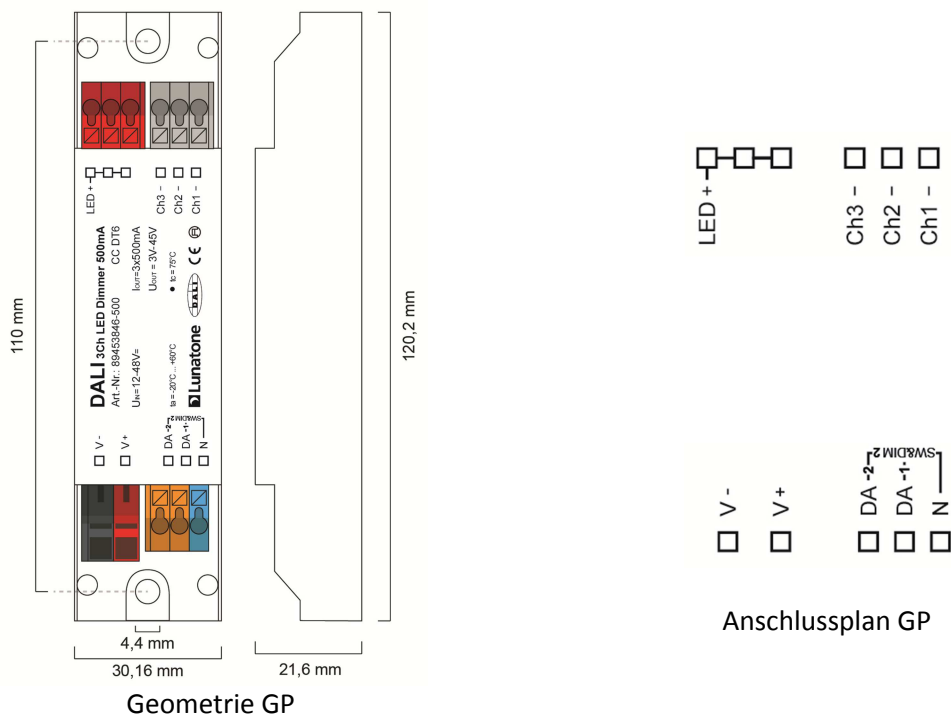 LED +
Ch3 –
Ch2 –
Ch1 –
DALI 3Ch LED Dimmer 500mA
Art.-Nr.: 89453846-500 CC DT6
UIN=12-48V= IOUT=3x500mA
UOUT = 3V-45V
ta = -20°C ... +60°C ● tc = 75°C
Lunatone DALI CE
V -
V +
DA -2-
DA -1-
N
SW&DIM 2
110 mm
120,2 mm
4,4 mm
30,16 mm
21,6 mm
Geometrie GP
LED +
Ch3 –
Ch2 –
Ch1 –
V -
V +
DA -2
DA -1-
N
SW&DIM2
Anschlussplan GP